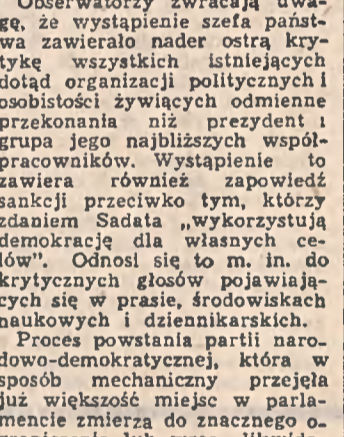 Obserwatorzy zwracają uwa-
gę, że wystąpienie szefa państ-
wa zawierało nader ostrą kry-
tykę wszystkich istniejących
dotąd organizacji politycznych i
osobistości żywiących odmienne
przekonania niż prezydent i
grupa jego najbliższych współ-
pracowników. Wystąpienie to
zawiera również zapowiedź
sankcji przeciwko tym, którzy
zdaniem Sadata „wykorzystują
demokrację dla własnych ce-
lów”. Odnosi się to m. in. do
krytycznych głosów pojawiają-
cych się w prasie, środowiskach
naukowych i dziennikarskich.
Proces powstania partii naro-
dowo-demokratycznej, która w
sposób mechaniczny przejęła
już większość miejsc w parla-
mencie zmierza do znacznego o-